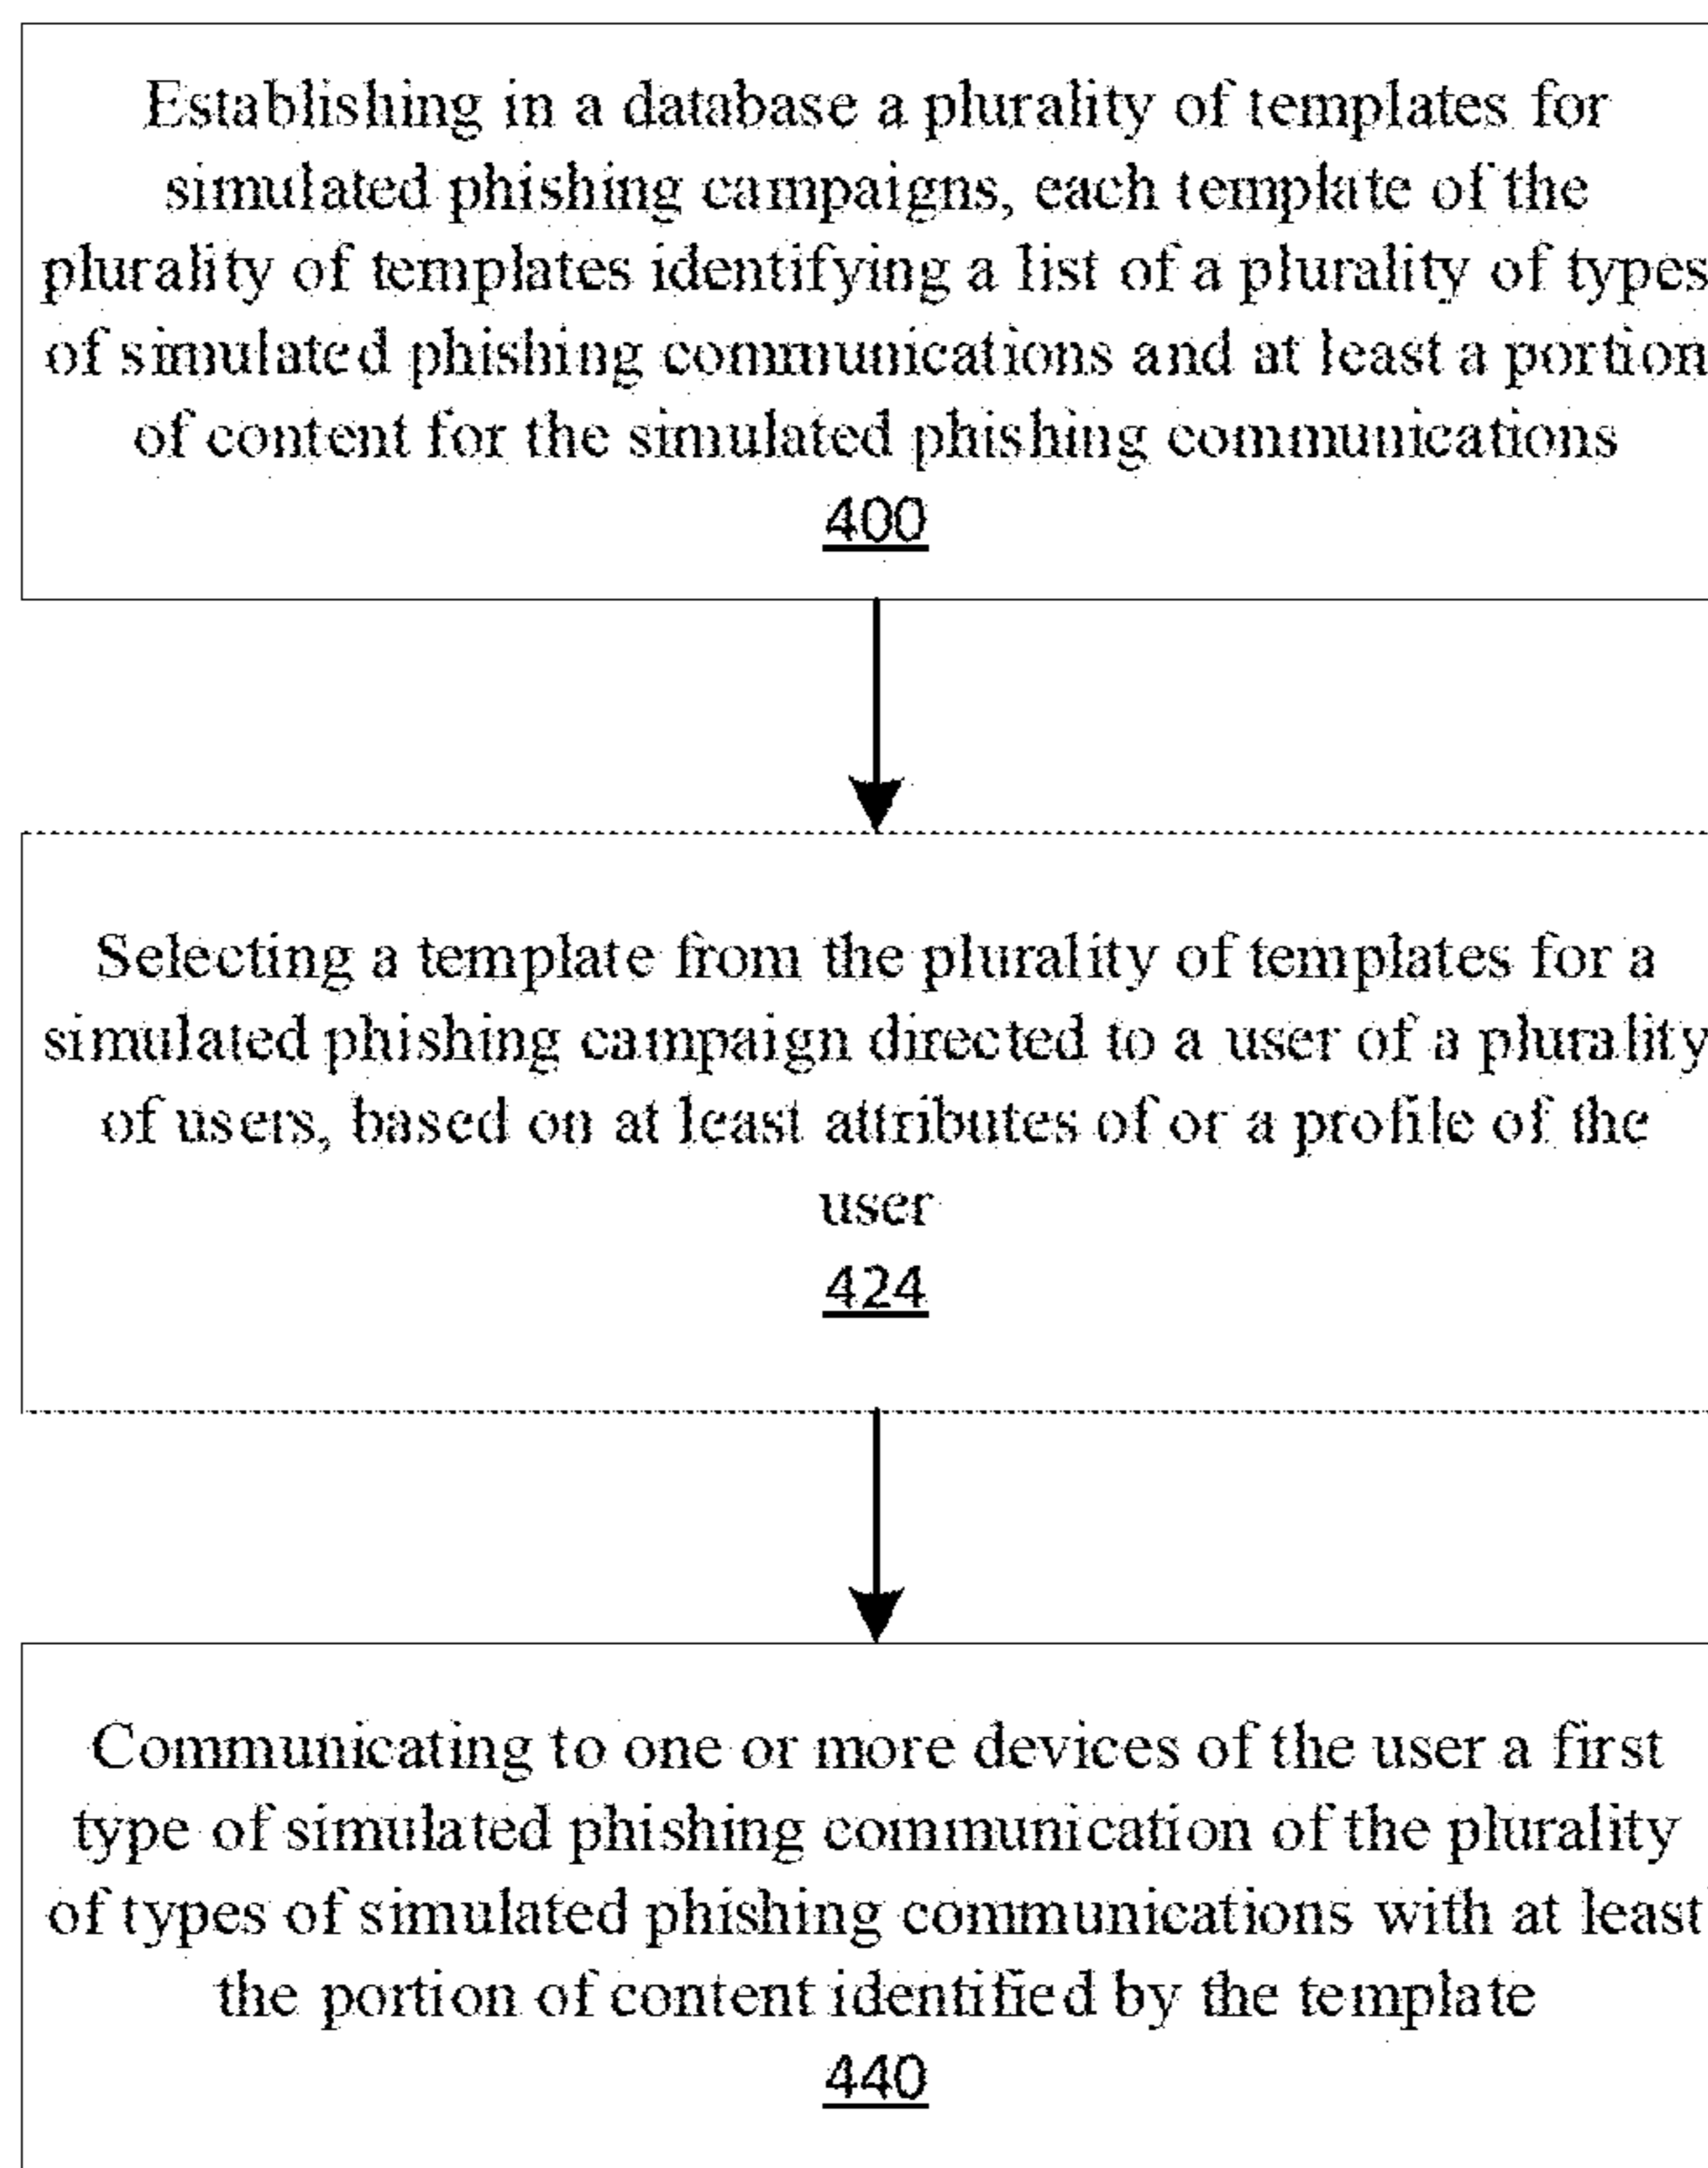 Establishing in a database a plurality of templates for
simulated phishing campaigns, each template of the
plurality of templates identifying a list of a plurality of types
of simulated phishing communications and at least a portion
of content for the simulated phishing communications
400
Selecting a template from the plurality of templates for a
simulated phishing campaign directed to a user of a plurality
of users, based on at least attributes of or a profile of the
user
424
Communicating to one or more devices of the user a first
type of simulated phishing communication of the plurality
of types of simulated phishing communications with at least
the portion of content identified by the template
440